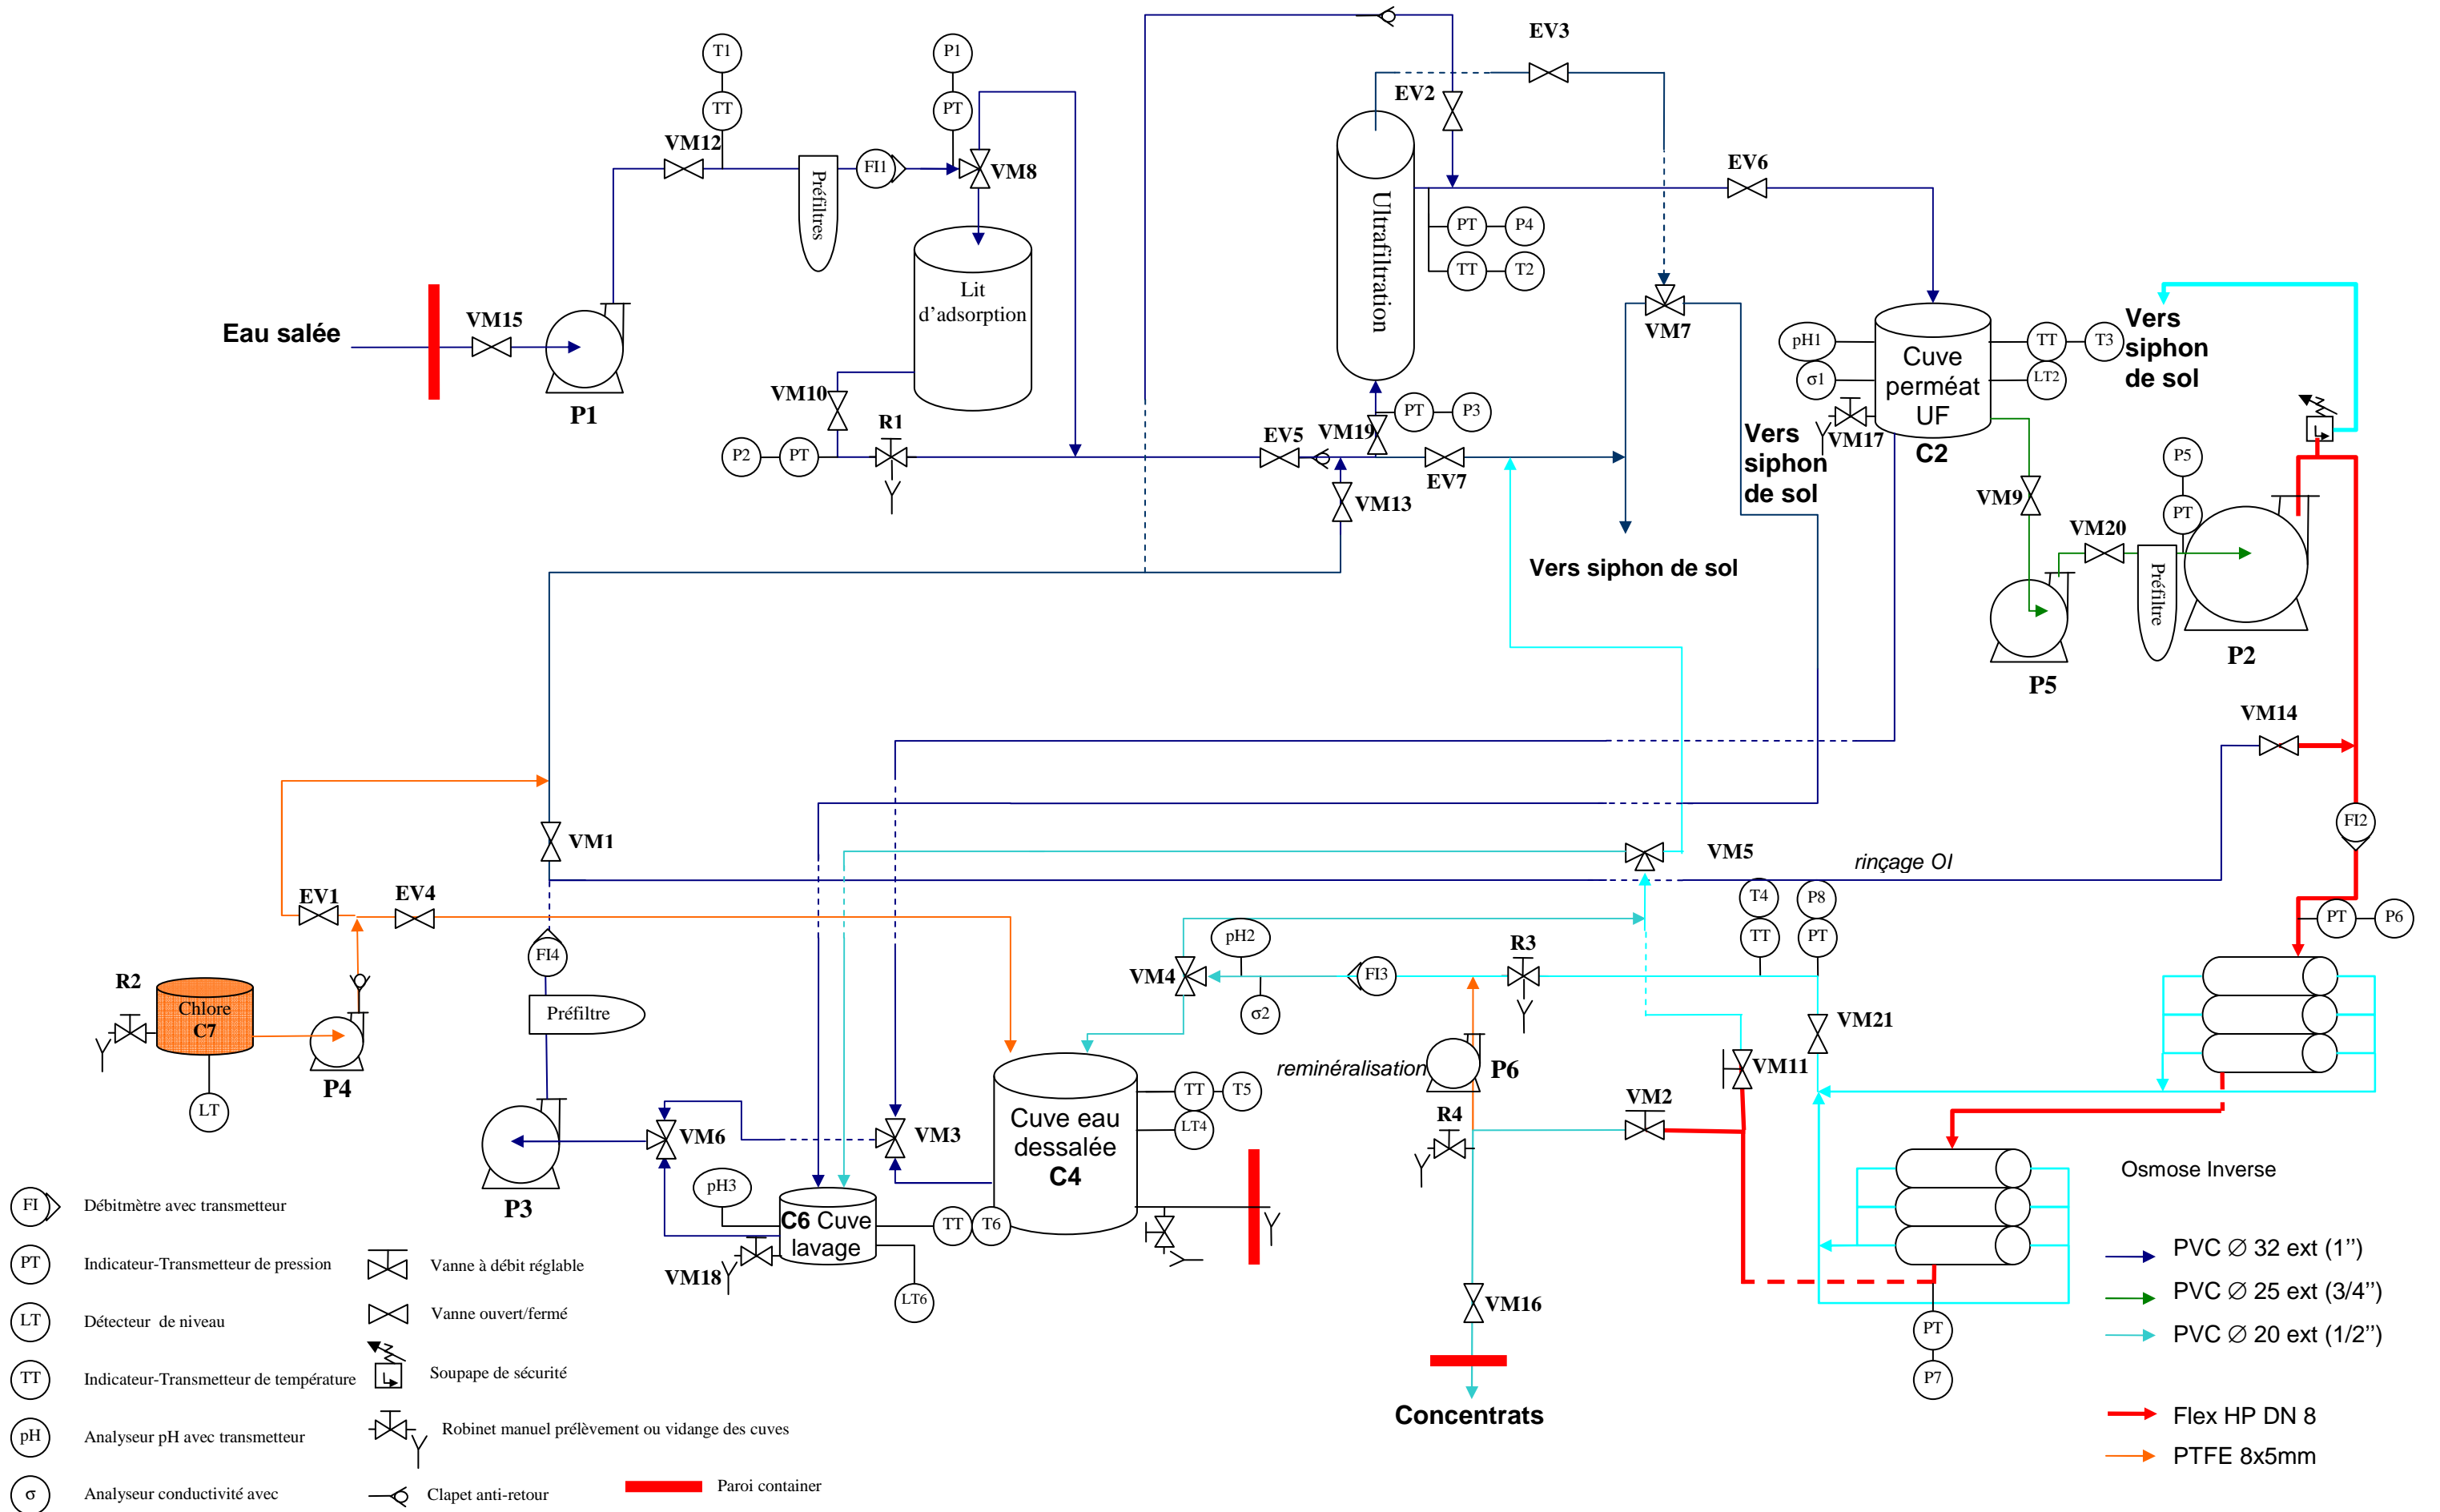 EV3
T1
P1
TT
PT
EV2
VM12
FI1
VM8
Préfiltres
EV6
Ultrafiltration
PT
P4
TT
T2
Lit
d’adsorption
Eau salée
VM15
P1
VM7
pH1
σ1
Cuve
perméat
UF
C2
TT
T3
LT2
Vers
siphon
de sol
VM10
R1
P2
PT
EV5
VM19
PT
P3
EV7
VM13
Vers
siphon
de sol
VM17
VM9
P5
PT
VM20
Préfiltre
P5
P2
Vers siphon de sol
VM14
FI2
VM1
VM5
rinçage OI
EV1
EV4
T4
TT
P8
PT
PT
P6
FI4
pH2
R3
VM4
FI3
σ2
R2
Chlore
C7
LT
P4
Préfiltre
VM21
VM11
reminéralisation
P6
VM2
R4
P3
VM6
VM3
Cuve eau
dessalée
C4
TT
T5
LT4
pH3
C6 Cuve
lavage
TT
T6
VM18
LT6
VM16
Concentrats
Osmose Inverse
PT
P7
FI
Débitmètre avec transmetteur
PT
Indicateur-Transmetteur de pression
LT
Détecteur de niveau
TT
Indicateur-Transmetteur de température
pH
Analyseur pH avec transmetteur
σ
Analyseur conductivité avec
Vanne à débit réglable
Vanne ouvert/fermé
Soupape de sécurité
Robinet manuel prélèvement ou vidange des cuves
Clapet anti-retour
Paroi container
PVC ∅ 32 ext (1’’)
PVC ∅ 25 ext (3/4’’)
PVC ∅ 20 ext (1/2’’)
Flex HP DN 8
PTFE 8x5mm